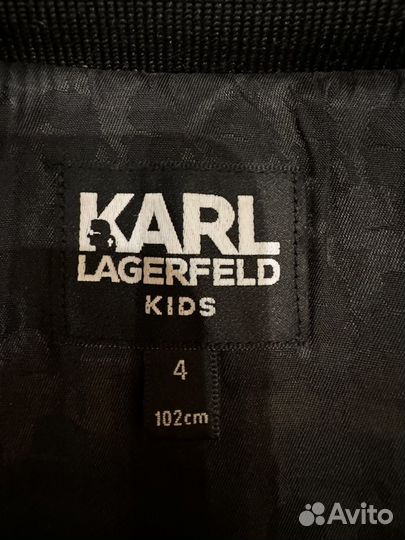 KARL
LAGERFELD
KIDS
4
102cm
Avito